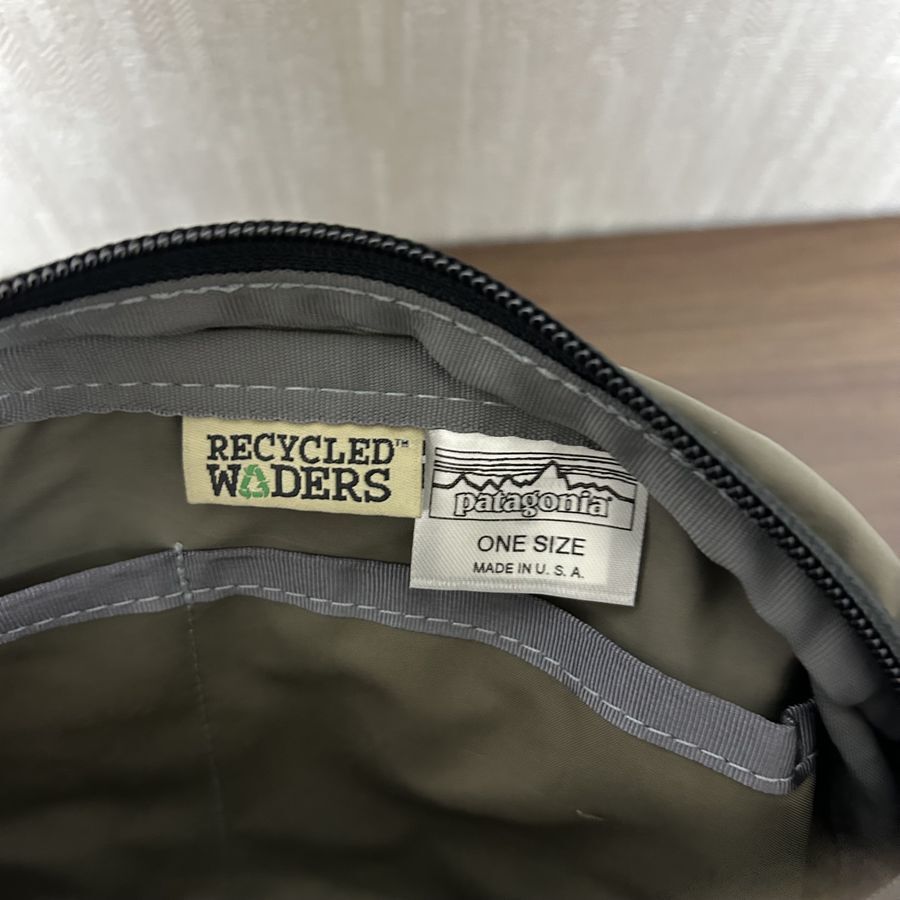 RECYCLED™
WADERS
patagonia®
ONE SIZE
MADE IN U. S. A.